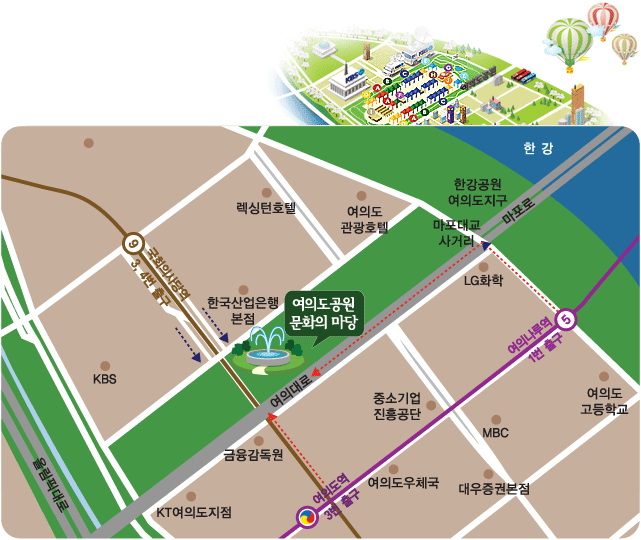 KBS
한 강
한강공원
여의도지구
마포로
마포대교
사거리
렉싱턴호텔
여의도
관광호텔
9
국회의사당역
3, 4번 출구
LG화학
한국산업은행
본점
여의도공원
문화의 마당
5
여의나루역
1번 출구
KBS
여의대로
여의도
고등학교
중소기업
진흥공단
MBC
금융감독원
올림픽대로
여의도역
3번 출구
여의도우체국
대우증권본점
KT여의도지점